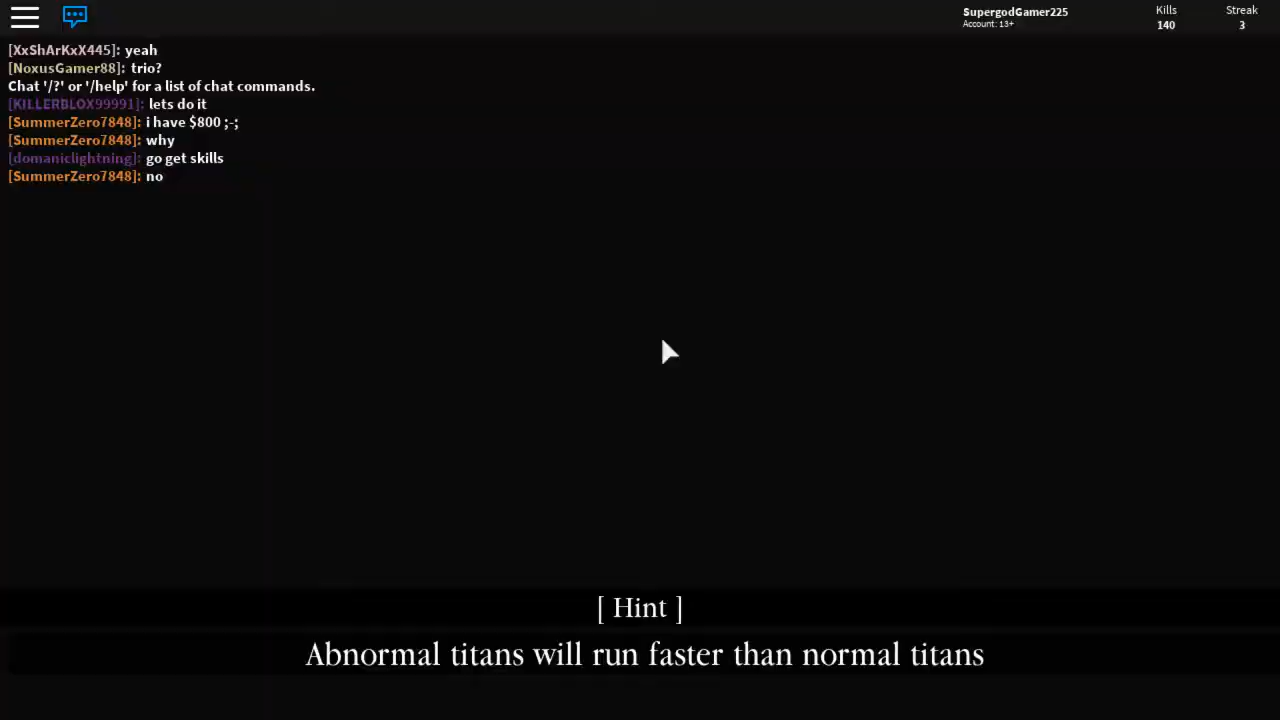 SupergodGamer225
Account: 13+
Kills
140
Streak
3
[XxShArKxX445]: yeah
[NoxusGamer88]: trio?
Chat '/?' or '/help' for a list of chat commands.
[KILLERBLOX99991]: lets do it
[SummerZero7848]: i have $800 ;-;
[SummerZero7848]: why
[domaniclightning]: go get skills
[SummerZero7848]: no
[ Hint ]
Abnormal titans will run faster than normal titans